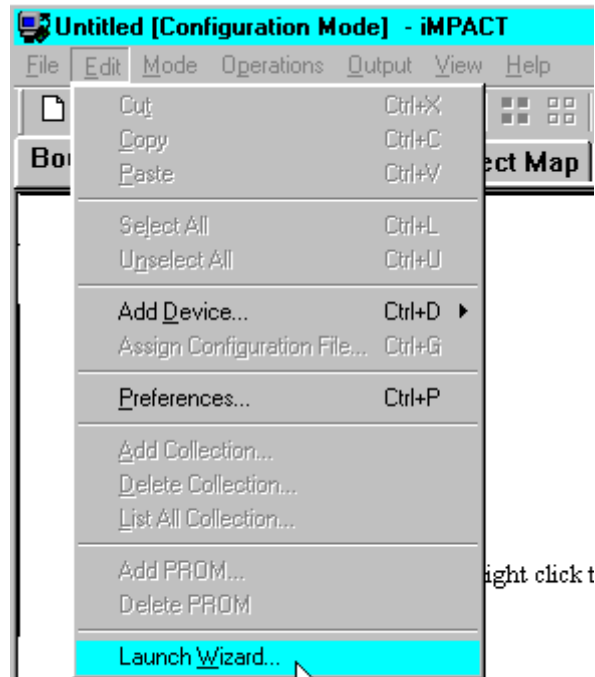 Untitled [Configuration Mode] - iMPACT
File Edit Mode Operations Output View Help
Cut Ctrl+X
Copy Ctrl+C
Paste Ctrl+V
Bou ect Map
Select All Ctrl+L
Unselect All Ctrl+U
Add Device... Ctrl+D
Assign Configuration File... Ctrl+G
Preferences... Ctrl+P
Add Collection...
Delete Collection...
List All Collection...
Add PROM...
Delete PROM
ight click t
Launch Wizard...